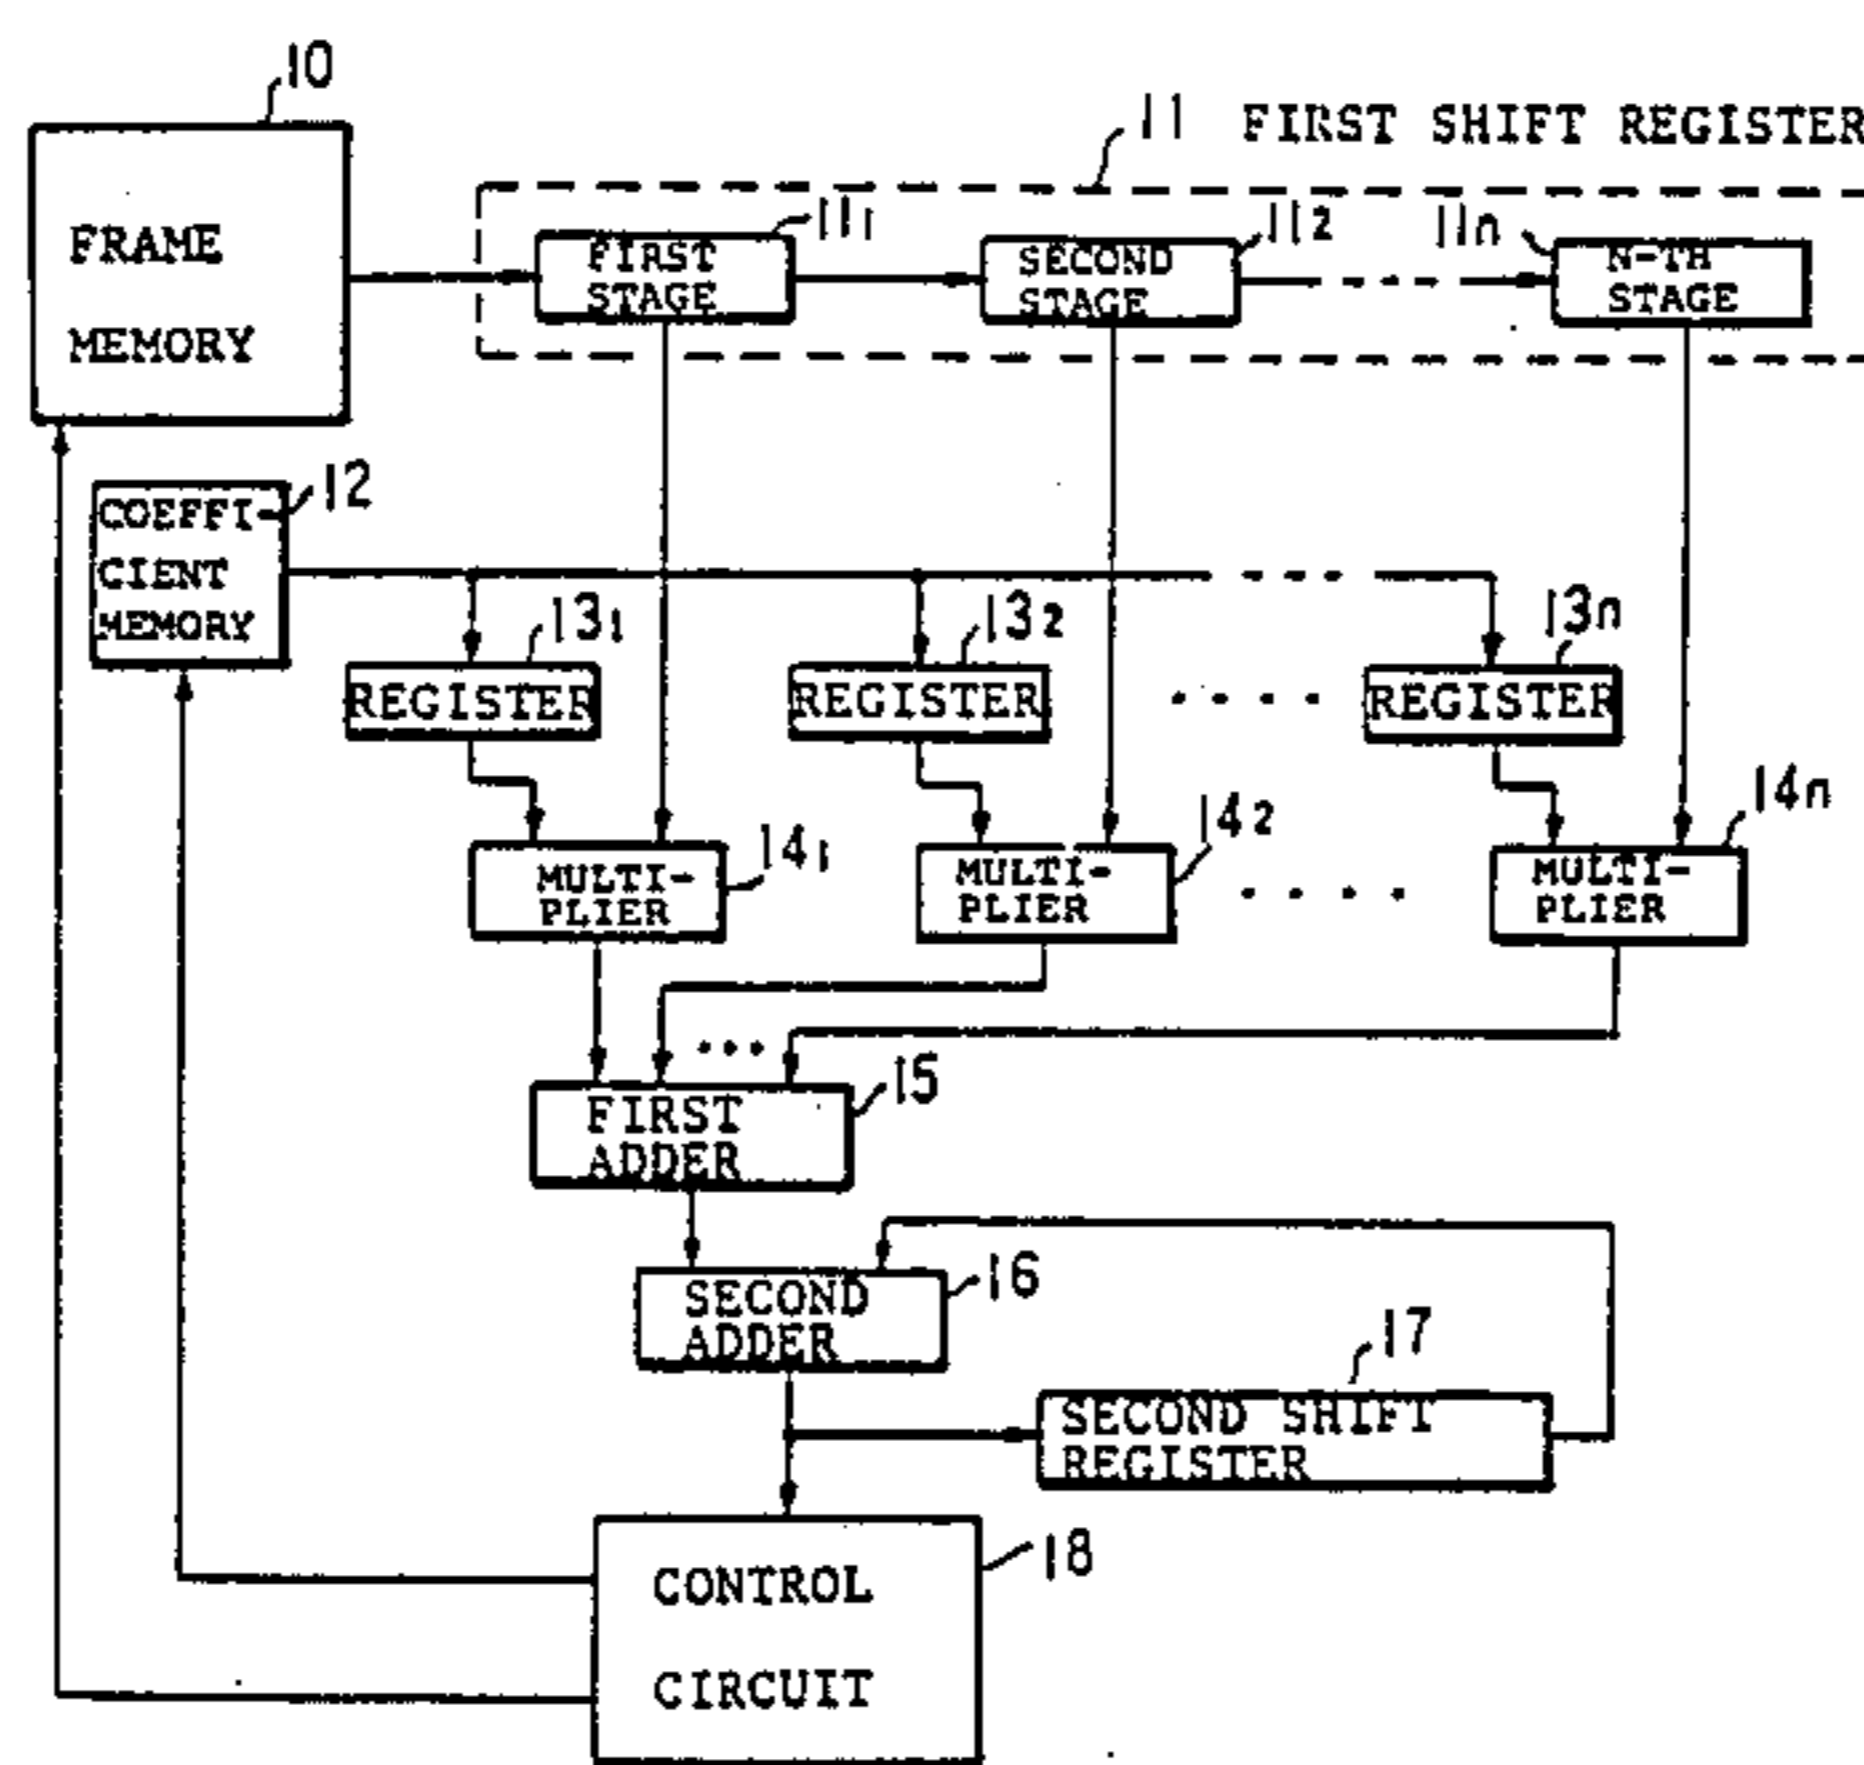 10
11 FIRST SHIFT REGISTER
FRAME
MEMORY
11₁
FIRST
STAGE
11₂
SECOND
STAGE
11n
N-TH
STAGE
12
COEFFI-
CIENT
MEMORY
13₁
REGISTER
13₂
REGISTER
....
13n
REGISTER
14₁
MULTI-
PLIER
14₂
MULTI-
PLIER
....
14n
MULTI-
PLIER
...
15
FIRST
ADDER
16
SECOND
ADDER
17
SECOND SHIFT
REGISTER
18
CONTROL
CIRCUIT